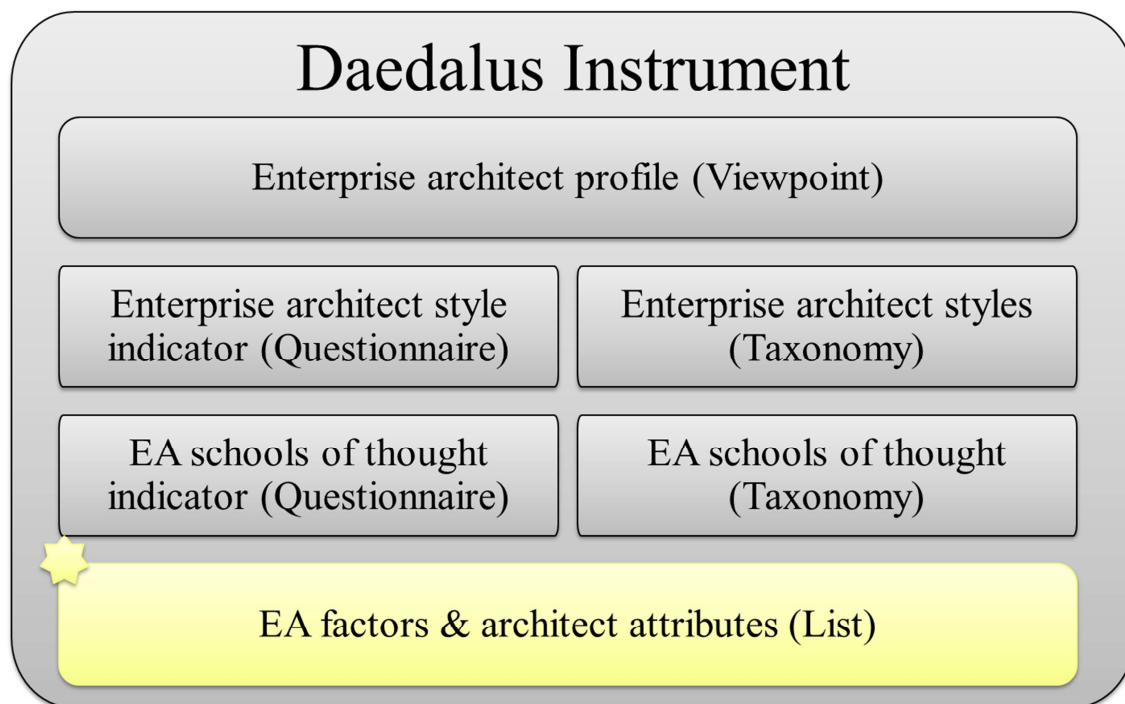 Daedalus Instrument
Enterprise architect profile (Viewpoint)
Enterprise architect style
indicator (Questionnaire)
Enterprise architect styles
(Taxonomy)
EA schools of thought
indicator (Questionnaire)
EA schools of thought
(Taxonomy)
EA factors & architect attributes (List)